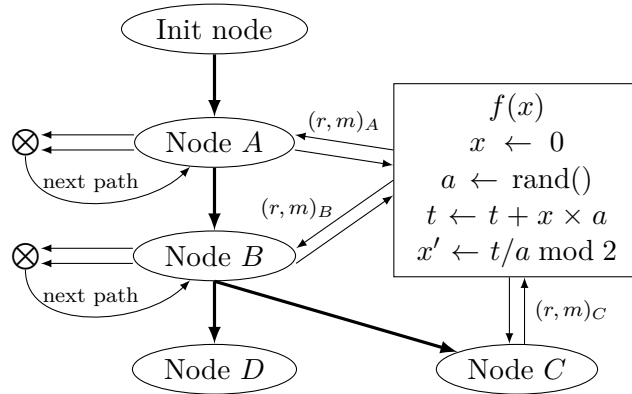 Init node
Node A
(r, m)_A
next path
f(x)
x ← 0
a ← rand()
t ← t + x × a
x′ ← t/a mod 2
(r, m)_B
Node B
next path
(r, m)_C
Node D
Node C